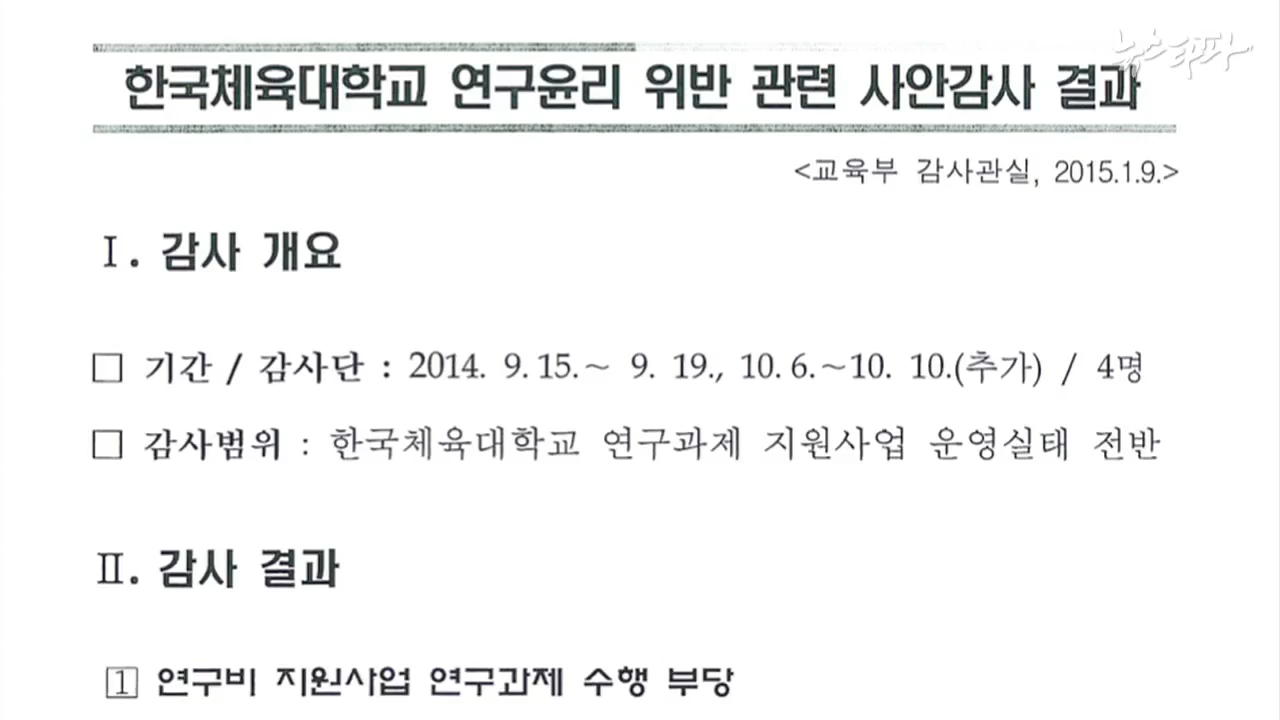 뉴스타파
한국체육대학교 연구윤리 위반 관련 사안감사 결과
<교육부 감사관실, 2015.1.9.>
Ⅰ. 감사 개요
□ 기간 / 감사단 : 2014. 9. 15.~ 9. 19., 10. 6.~10. 10.(추가) / 4명
□ 감사범위 : 한국체육대학교 연구과제 지원사업 운영실태 전반
Ⅱ. 감사 결과
1 연구비 지원사업 연구과제 수행 부당